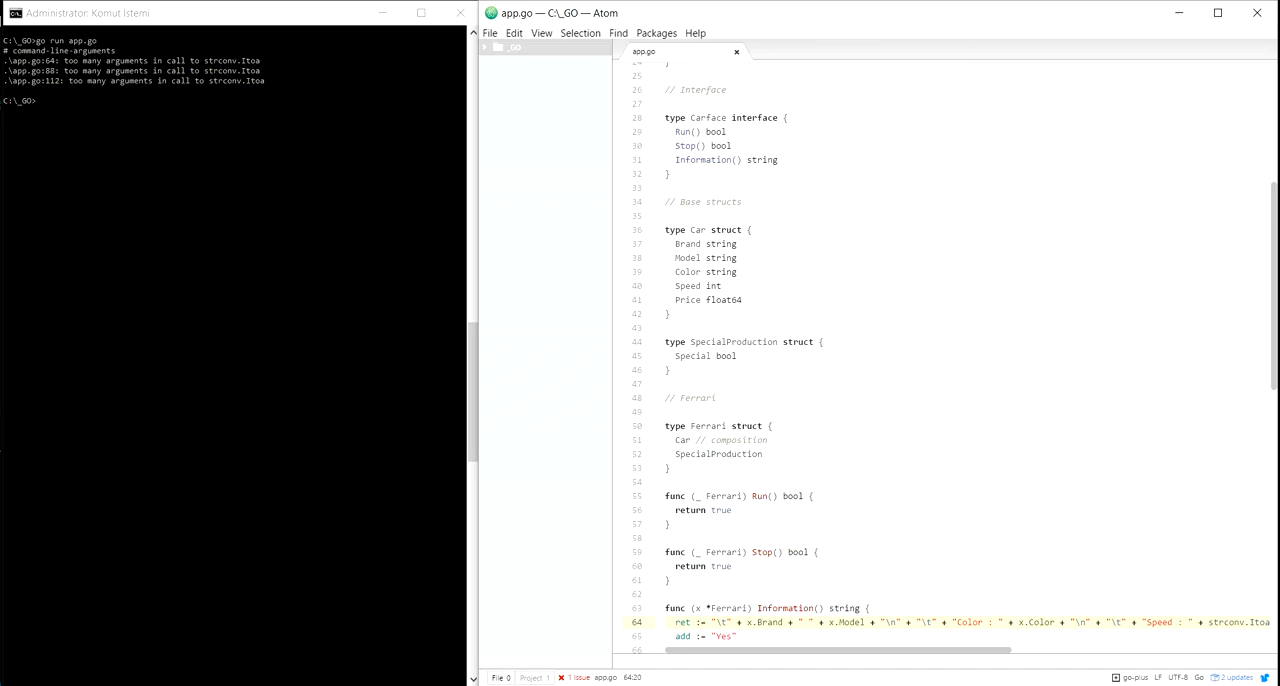 Administrator: Komut İstemi
C:\_GO>go run app.go
# command-line-arguments
.\app.go:64: too many arguments in call to strconv.Itoa
.\app.go:88: too many arguments in call to strconv.Itoa
.\app.go:112: too many arguments in call to strconv.Itoa
C:\_GO>
app.go — C:\_GO — Atom
File Edit View Selection Find Packages Help
_GO
app.go
24 }
25
26 // Interface
27
28 type Carface interface {
29 Run() bool
30 Stop() bool
31 Information() string
32 }
33
34 // Base structs
35
36 type Car struct {
37 Brand string
38 Model string
39 Color string
40 Speed int
41 Price float64
42 }
43
44 type SpecialProduction struct {
45 Special bool
46 }
47
48 // Ferrari
49
50 type Ferrari struct {
51 Car // composition
52 SpecialProduction
53 }
54
55 func (_ Ferrari) Run() bool {
56 return true
57 }
58
59 func (_ Ferrari) Stop() bool {
60 return true
61 }
62
63 func (x *Ferrari) Information() string {
64 ret := "\t" + x.Brand + " " + x.Model + "\n" + "\t" + "Color : " + x.Color + "\n" + "\t" + "Speed : " + strconv.Itoa
65 add := "Yes"
66
File 0 Project 1 1 Issue app.go 64:20 go-plus LF UTF-8 Go 2 updates